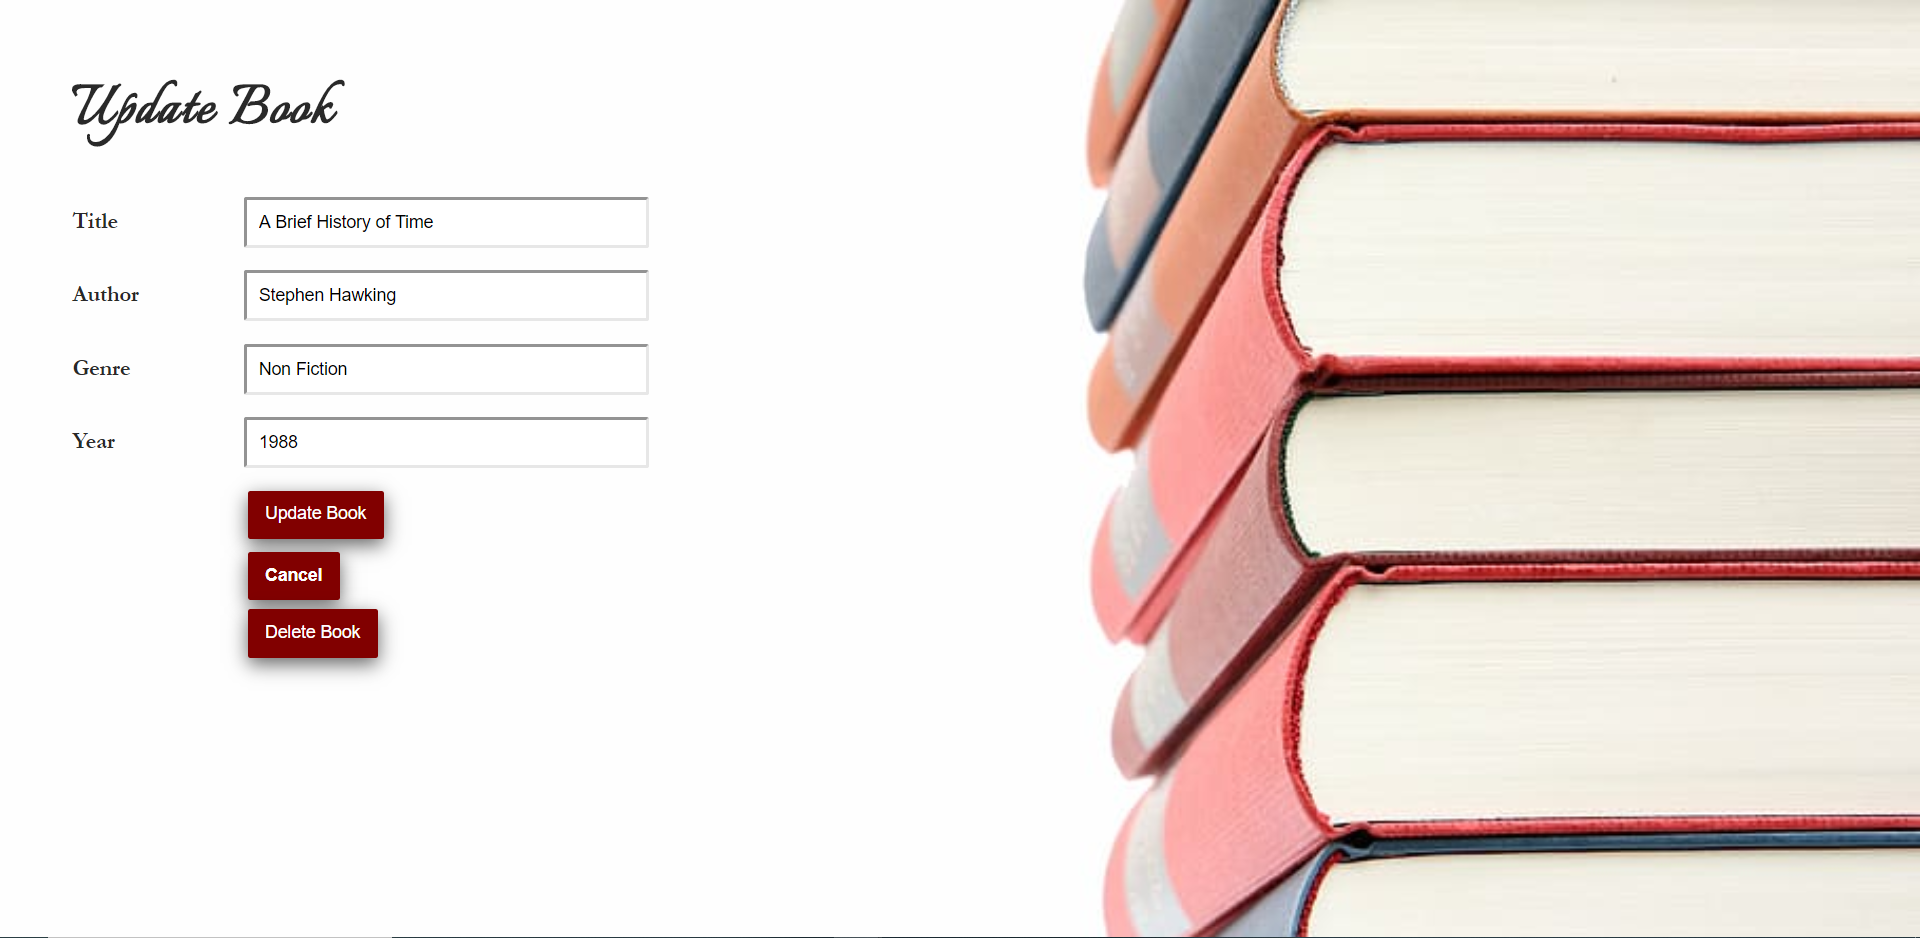 Update Book
Title
A Brief History of Time
Author
Stephen Hawking
Genre
Non Fiction
Year
1988
Update Book
Cancel
Delete Book